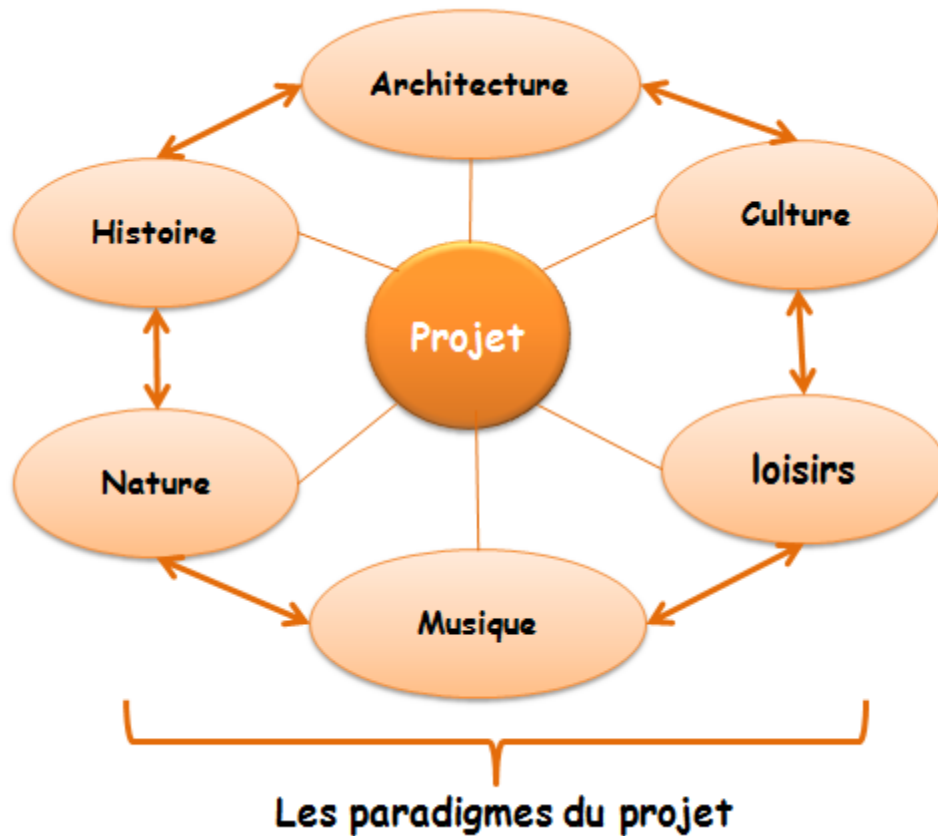 Architecture
Histoire
Culture
Projet
Nature
loisirs
Musique
Les paradigmes du projet